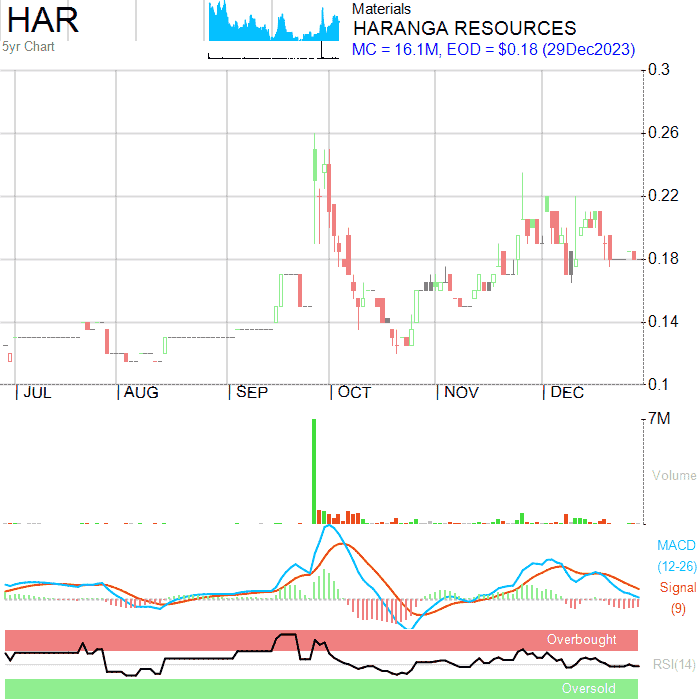 HAR
5yr Chart
Materials
HARANGA RESOURCES
MC = 16.1M, EOD = $0.18 (29Dec2023)
0.3
0.26
0.22
0.18
0.14
0.1
JUL AUG SEP OCT NOV DEC
7M
Volume
MACD
(12-26)
Signal
(9)
Overbought
RSI(14)
Oversold